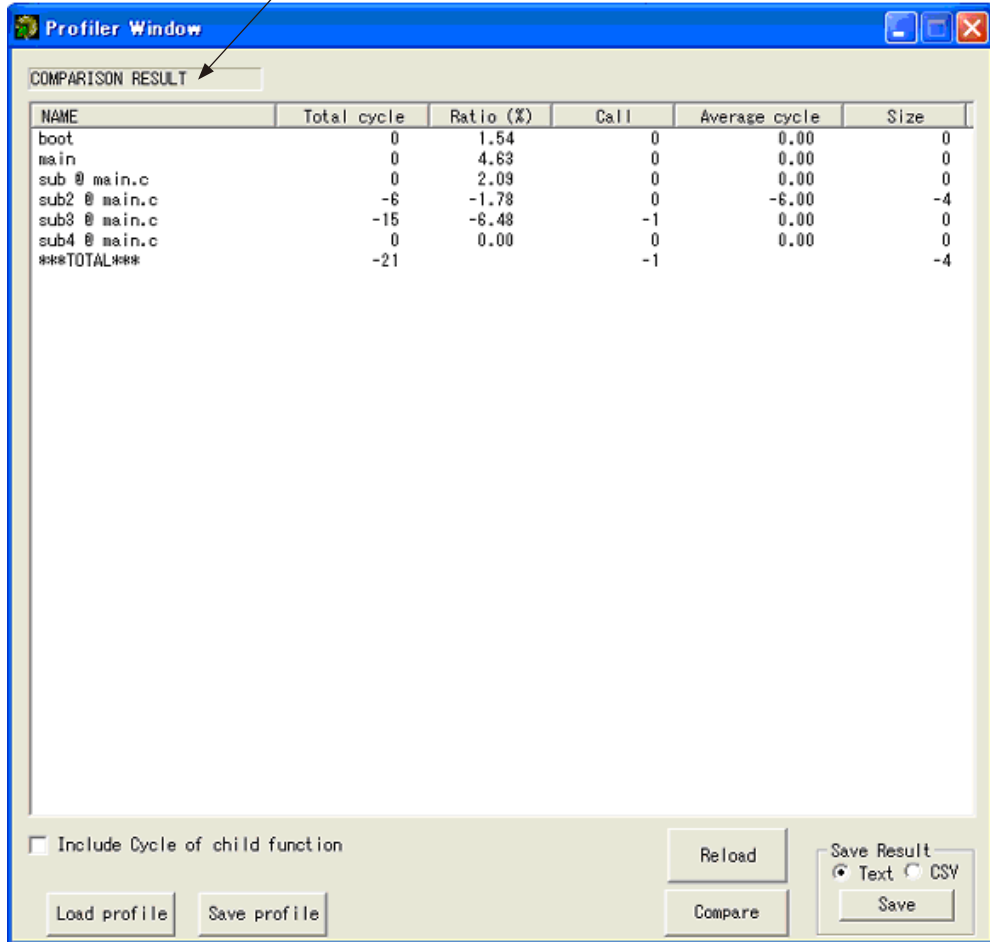 Profiler Window
COMPARISON RESULT
NAME Total cycle Ratio (%) Call Average cycle Size
boot 0 1.54 0 0.00 0
main 0 4.63 0 0.00 0
sub @ main.c 0 2.09 0 0.00 0
sub2 @ main.c -6 -1.78 0 -6.00 -4
sub3 @ main.c -15 -6.48 -1 0.00 0
sub4 @ main.c 0 0.00 0 0.00 0
***TOTAL*** -21 -1 -4
Include Cycle of child function
Reload
Save Result
Text CSV
Load profile Save profile Compare Save